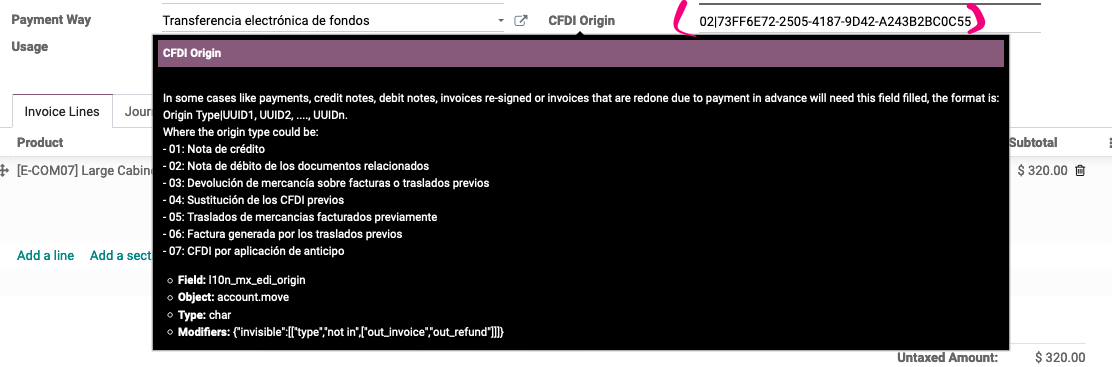 Payment Way
Transferencia electrónica de fondos
CFDI Origin
02|73FF6E72-2505-4187-9D42-A243B2BC0C55
Usage
CFDI Origin
In some cases like payments, credit notes, debit notes, invoices re-signed or invoices that are redone due to payment in advance will need this field filled, the format is:
Origin Type|UUID1, UUID2, ...., UUIDn.
Where the origin type could be:
- 01: Nota de crédito
- 02: Nota de débito de los documentos relacionados
- 03: Devolución de mercancía sobre facturas o traslados previos
- 04: Sustitución de los CFDI previos
- 05: Traslados de mercancias facturados previamente
- 06: Factura generada por los traslados previos
- 07: CFDI por aplicación de anticipo
Field: l10n_mx_edi_origin
Object: account.move
Type: char
Modifiers: {"invisible":[["type","not in",["out_invoice","out_refund"]]]}
Invoice Lines
Jour
Product
Subtotal
[E-COM07] Large Cabin
$ 320.00
Add a line
Add a sect
Untaxed Amount:
$ 320.00